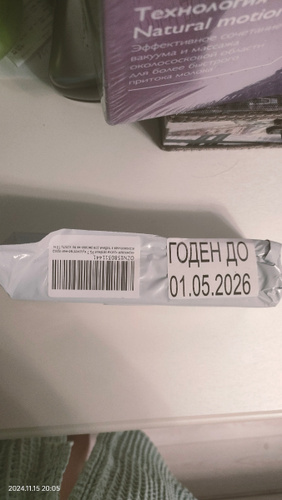 Технология
Natural motion
Эффективное сочетание
вакуума и массажа
околососковой области
для более быстрого
притока молока
ГОДЕН ДО
01.05.2026
2024.11.15 20:05